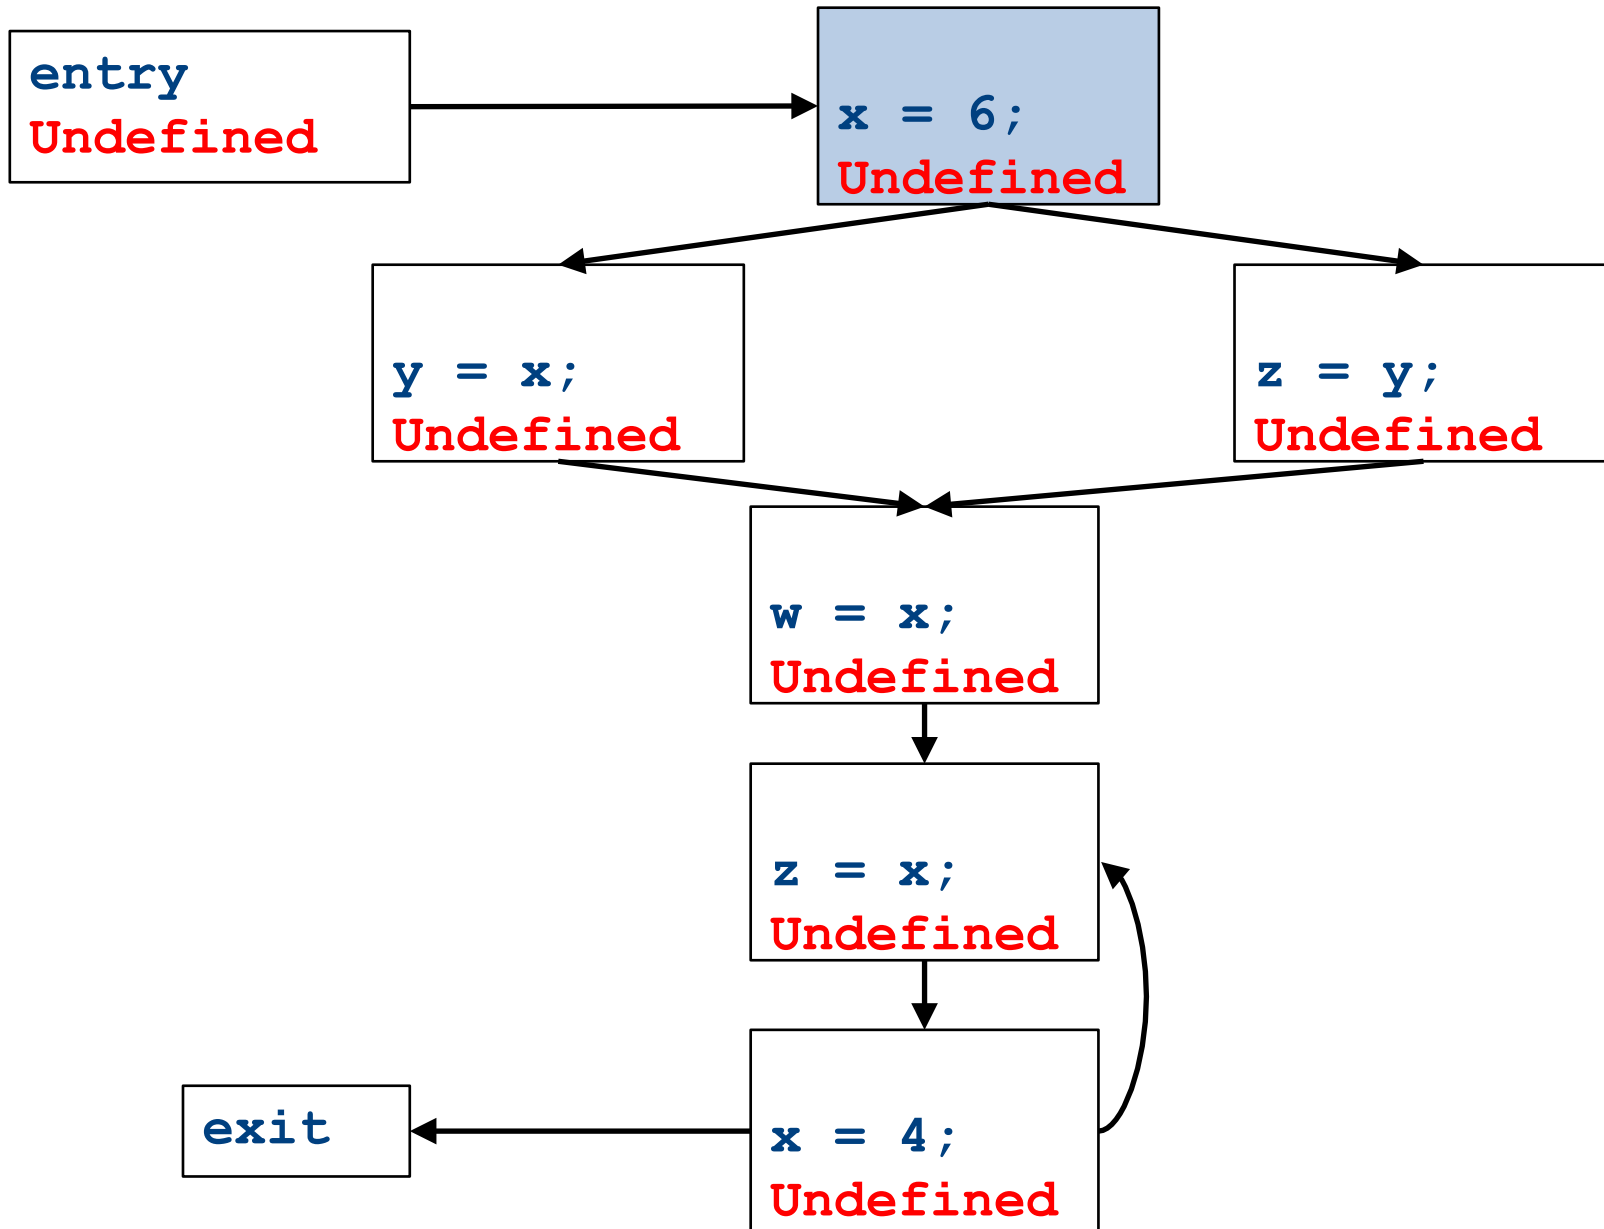 entry
Undefined
x = 6;
Undefined
y = x;
Undefined
z = y;
Undefined
w = x;
Undefined
z = x;
Undefined
x = 4;
Undefined
exit